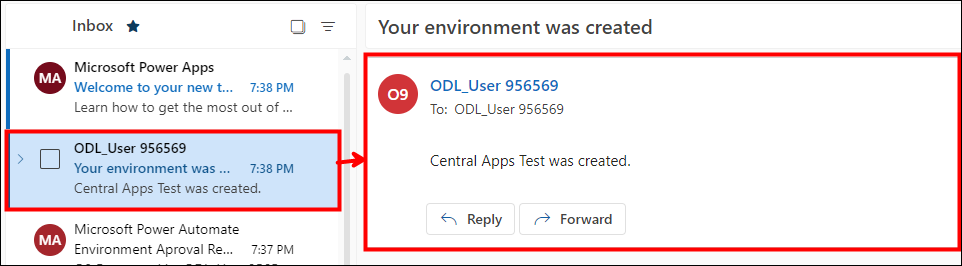 Inbox
MA
Microsoft Power Apps
Welcome to your new t... 7:38 PM
Learn how to get the most out of ...
ODL_User 956569
Your environment was ... 7:38 PM
Central Apps Test was created.
MA
Microsoft Power Automate
Environment Aproval Re... 7:37 PM
Your environment was created
O9
ODL_User 956569
To: ODL_User 956569
Central Apps Test was created.
Reply
Forward